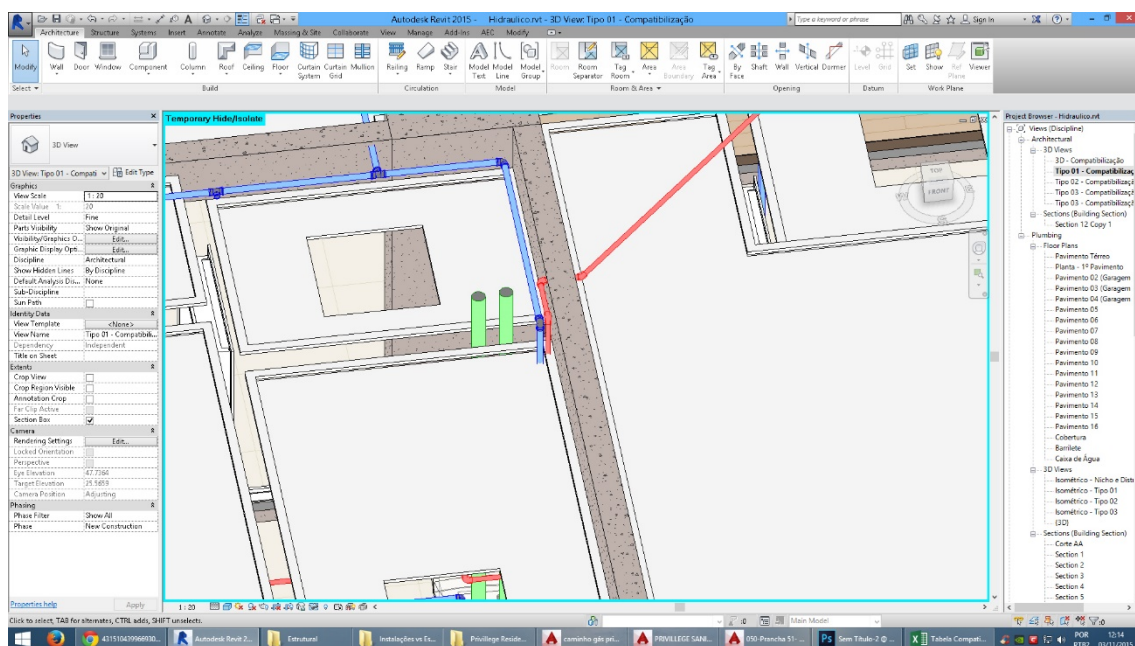 Autodesk Revit 2015 - Hidraulico.rvt - 3D View: Tipo 01 - Compatibilização
Type a keyword or phrase
Sign In
Architecture Structure Systems Insert Annotate Analyze Massing & Site Collaborate View Manage Add-Ins AEC Modify
Modify Wall Door Window Component Column Roof Ceiling Floor Curtain System Curtain Grid Mullion Railing Ramp Stair Model Text Model Line Model Group Room Room Separator Tag Room Area Area Boundary Tag Area By Face Shaft Wall Vertical Dormer Level Grid Set Show Ref Plane Viewer
Select Build Circulation Model Room & Area Opening Datum Work Plane
Properties
3D View
3D View: Tipo 01 - Compati
Edit Type
Graphics
View Scale 1 : 20
Scale Value 1: 20
Detail Level Fine
Parts Visibility Show Original
Visibility/Graphics O... Edit...
Graphic Display Opti... Edit...
Discipline Architectural
Show Hidden Lines By Discipline
Default Analysis Dis... None
Sub-Discipline
Sun Path
Identity Data
View Template <None>
View Name Tipo 01 - Compatibili...
Dependency Independent
Title on Sheet
Extents
Crop View
Crop Region Visible
Annotation Crop
Far Clip Active
Section Box
Camera
Rendering Settings Edit...
Locked Orientation
Perspective
Eye Elevation 47.7364
Target Elevation
Camera Position Adjusting
Phasing
Phase Filter Show All
Phase New Construction
Properties help
Apply
Temporary Hide/Isolate
TOP
FRONT
1 : 20
Project Browser - Hidraulico.rvt
Views (Discipline)
Architectural
3D Views
3D - Compatibilização
Tipo 01 - Compatibilizaç
Tipo 02 - Compatibilizaçã
Tipo 03 - Compatibilizaçã
Tipo 03 - Compatibilizaçã
Sections (Building Section)
Section 12 Copy 1
Plumbing
Floor Plans
Pavimento Térreo
Planta - 1º Pavimento
Pavimento 02 (Garagem
Pavimento 03 (Garagem
Pavimento 04 (Garagem
Pavimento 05
Pavimento 06
Pavimento 07
Pavimento 08
Pavimento 09
Pavimento 10
Pavimento 11
Pavimento 12
Pavimento 13
Pavimento 14
Pavimento 15
Pavimento 16
Cobertura
Barrilete
Caixa de Água
3D Views
Isométrico - Nicho e Distr
Isométrico - Tipo 01
Isométrico - Tipo 02
Isométrico - Tipo 03
{3D}
Sections (Building Section)
Corte AA
Section 1
Section 2
Section 3
Section 4
Section 5
Click to select, TAB for alternates, CTRL adds, SHIFT unselects.
:0
Main Model
:0
431510439966930...
Autodesk Revit 2...
Estrutural
Instalações vs Es...
Privillege Reside...
caminho gás pri...
PRIVILLEGE SANI...
050-Prancha 51-...
Sem Título-2 @ ...
Tabela Compati...
POR
PTB2
12:14
03/11/2015